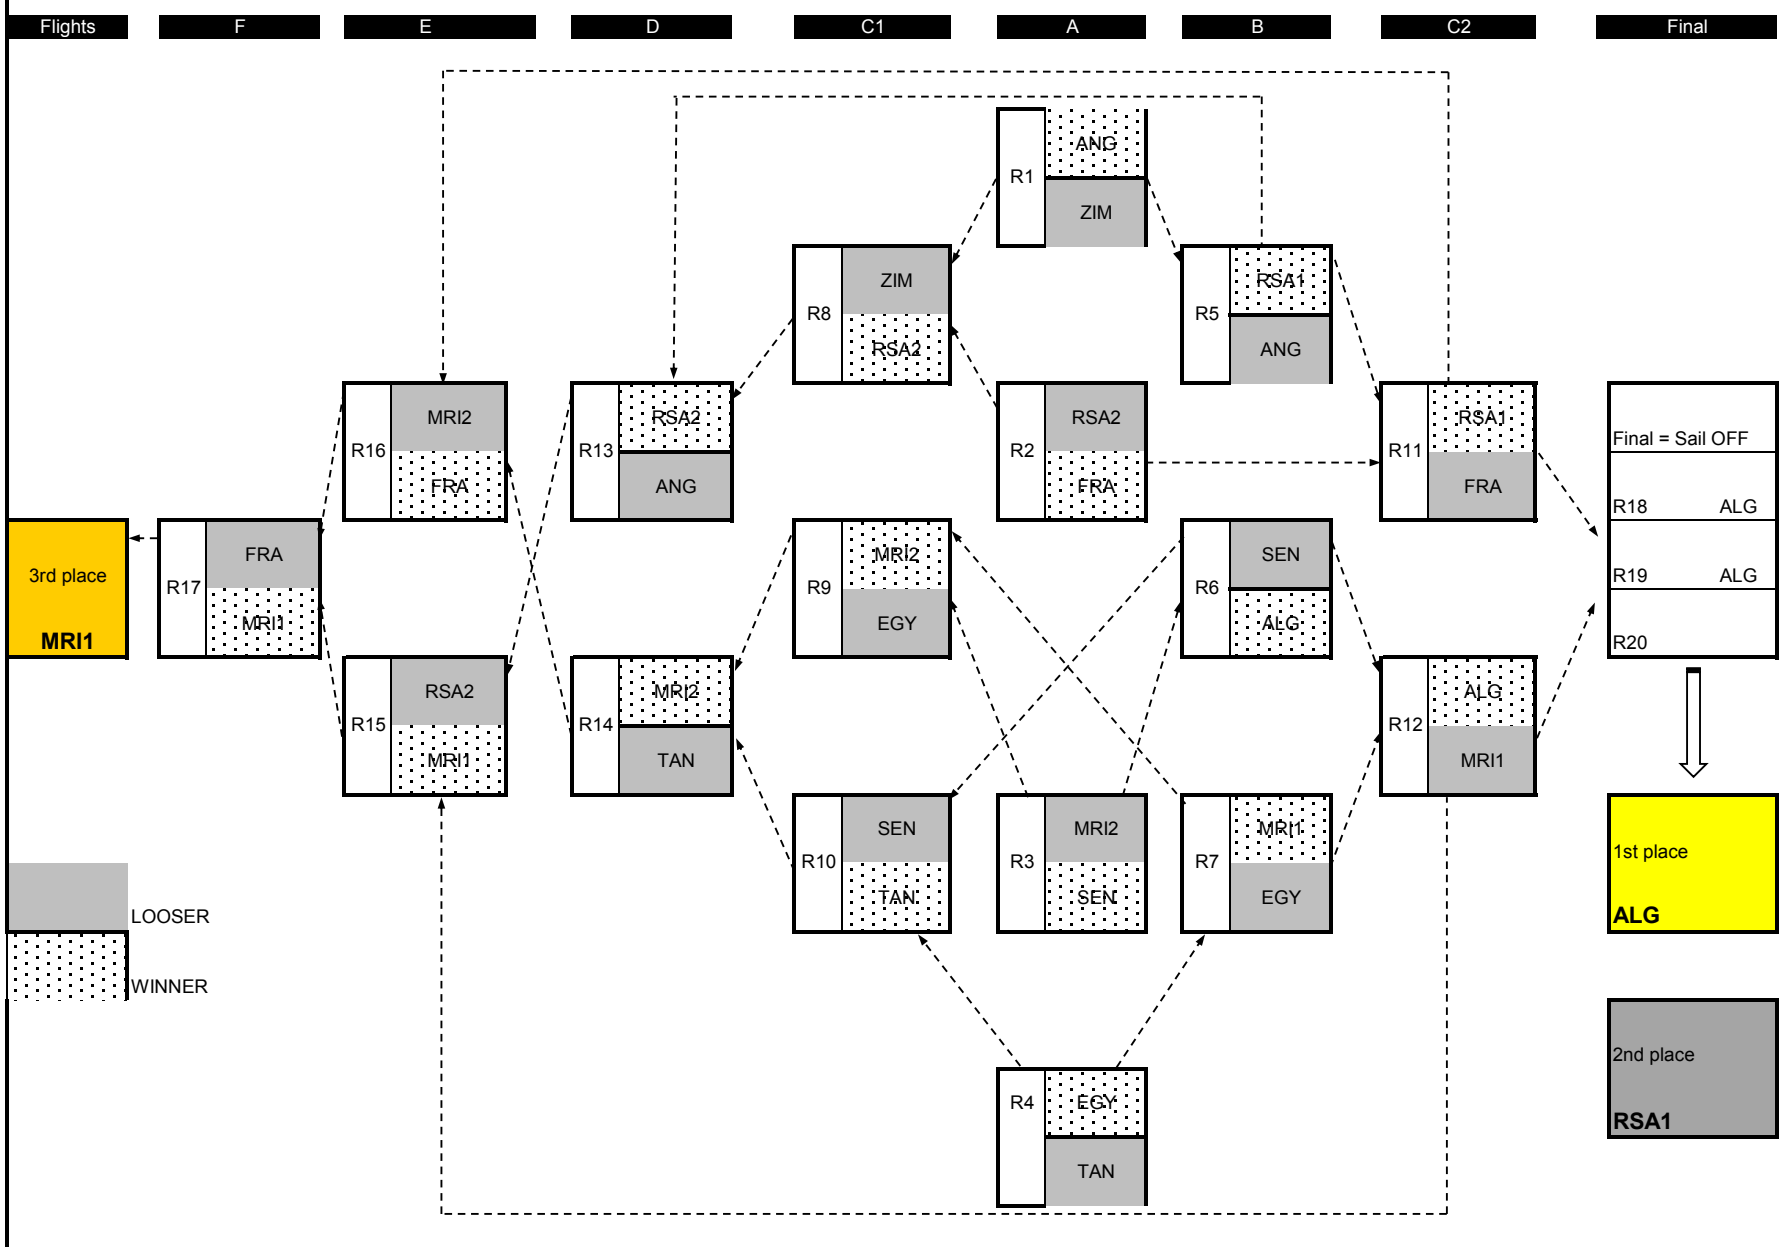 Flights F E D C1 A B C2 Final
ANG
R1
ZIM
ZIM
R8
RSA2
RSA1
R5
ANG
MRI2
R16
FRA
RSA2
R13
ANG
RSA2
R2
FRA
RSA1
R11
FRA
Final = Sail OFF
R18 ALG
R19 ALG
R20
3rd place
MRI1
FRA
R17
MRI1
MRI2
R9
EGY
SEN
R6
ALG
RSA2
R15
MRI1
MRI2
R14
TAN
ALG
R12
MRI1
SEN
R10
TAN
MRI2
R3
SEN
MRI1
R7
EGY
1st place
ALG
LOOSER
WINNER
2nd place
RSA1
EGY
R4
TAN